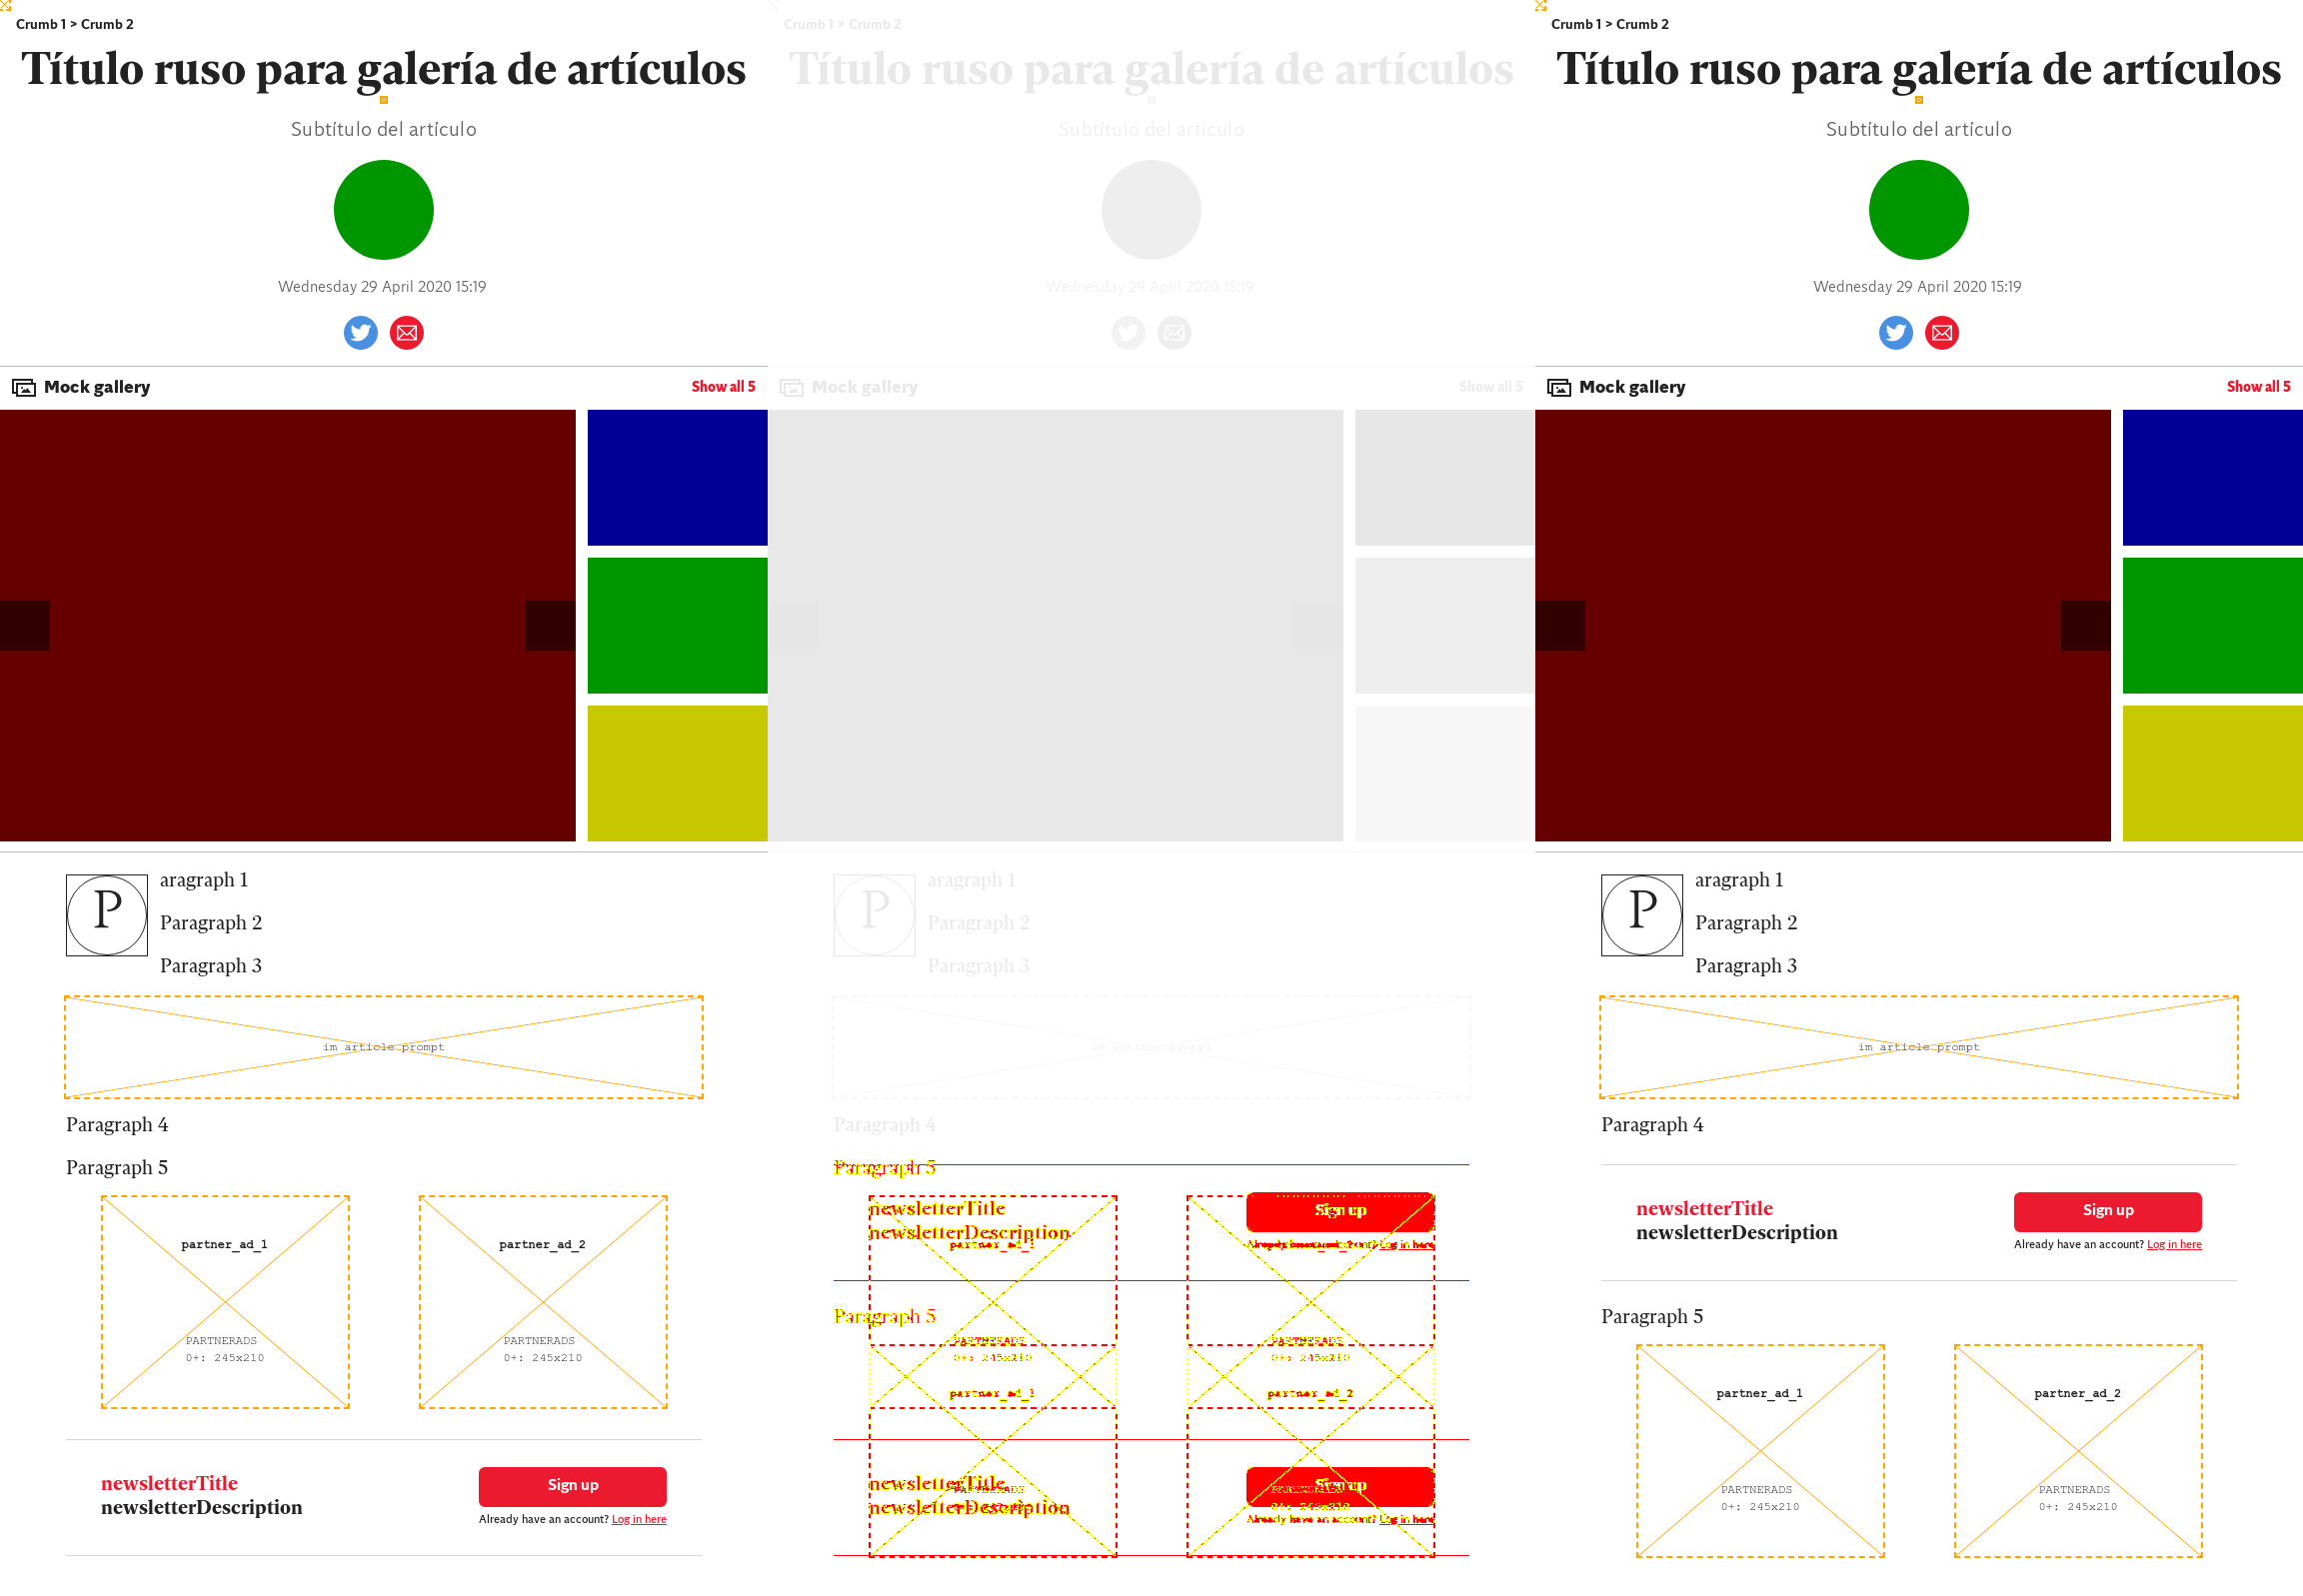 Crumb 1 > Crumb 2
Título ruso para galería de artículos
Subtítulo del artículo
Wednesday 29 April 2020 15:19
Mock gallery
Show all 5
P
aragraph 1
Paragraph 2
Paragraph 3
im article prompt
Paragraph 4
Paragraph 5
partner_ad_1
partner_ad_2
PARTNERADS
0+: 245x210
PARTNERADS
0+: 245x210
newsletterTitle
newsletterDescription
Sign up
Already have an account? Log in here
Crumb 1 > Crumb 2
Título ruso para galería de artículos
Subtítulo del artículo
Wednesday 29 April 2020 15:19
Mock gallery
Show all 5
P
aragraph 1
Paragraph 2
Paragraph 3
im article prompt
Paragraph 4
Paragraph 5
newsletterTitle
newsletterDescription
Sign up
partner_ad_1
Log in here
Paragraph 5
PARTNERADS
0+: 245x210
PARTNERADS
0+: 245x210
partner_ad_1
partner_ad_2
newsletterTitle
newsletterDescription
Sign up
Already have an account? Log in here
Crumb 1 > Crumb 2
Título ruso para galería de artículos
Subtítulo del artículo
Wednesday 29 April 2020 15:19
Mock gallery
Show all 5
P
aragraph 1
Paragraph 2
Paragraph 3
im article prompt
Paragraph 4
newsletterTitle
newsletterDescription
Sign up
Already have an account? Log in here
Paragraph 5
partner_ad_1
partner_ad_2
PARTNERADS
0+: 245x210
PARTNERADS
0+: 245x210